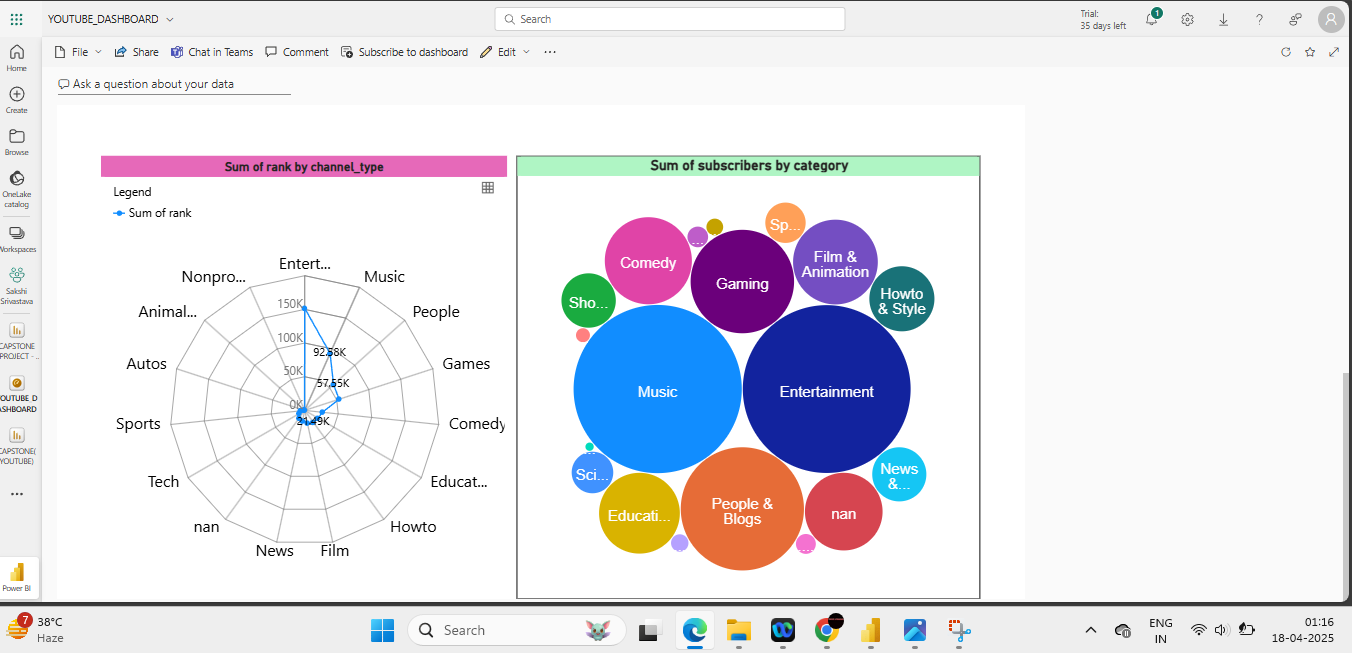 YOUTUBE_DASHBOARD
Search
Trial:
35 days left
1
File
Share
Chat in Teams
Comment
Subscribe to dashboard
Edit
Ask a question about your data
Home
Create
Browse
OneLake
catalog
Workspaces
Sakshi
Srivastava
CAPSTONE
PROJECT - ...
YOUTUBE_D
ASHBOARD
CAPSTONE(
YOUTUBE)
Power BI
Sum of rank by channel_type
Legend
Sum of rank
Entert...
Music
People
Games
Comedy
Educat...
Howto
Film
News
nan
Tech
Sports
Autos
Animal...
Nonpro...
150K
100K
50K
0K
92.58K
57.55K
21.49K
Sum of subscribers by category
Sp...
Comedy
Gaming
Film &
Animation
Sho...
Howto
& Style
Music
Entertainment
Sci...
News
&...
Educati...
People &
Blogs
nan
7
38°C
Haze
Search
ENG
IN
01:16
18-04-2025